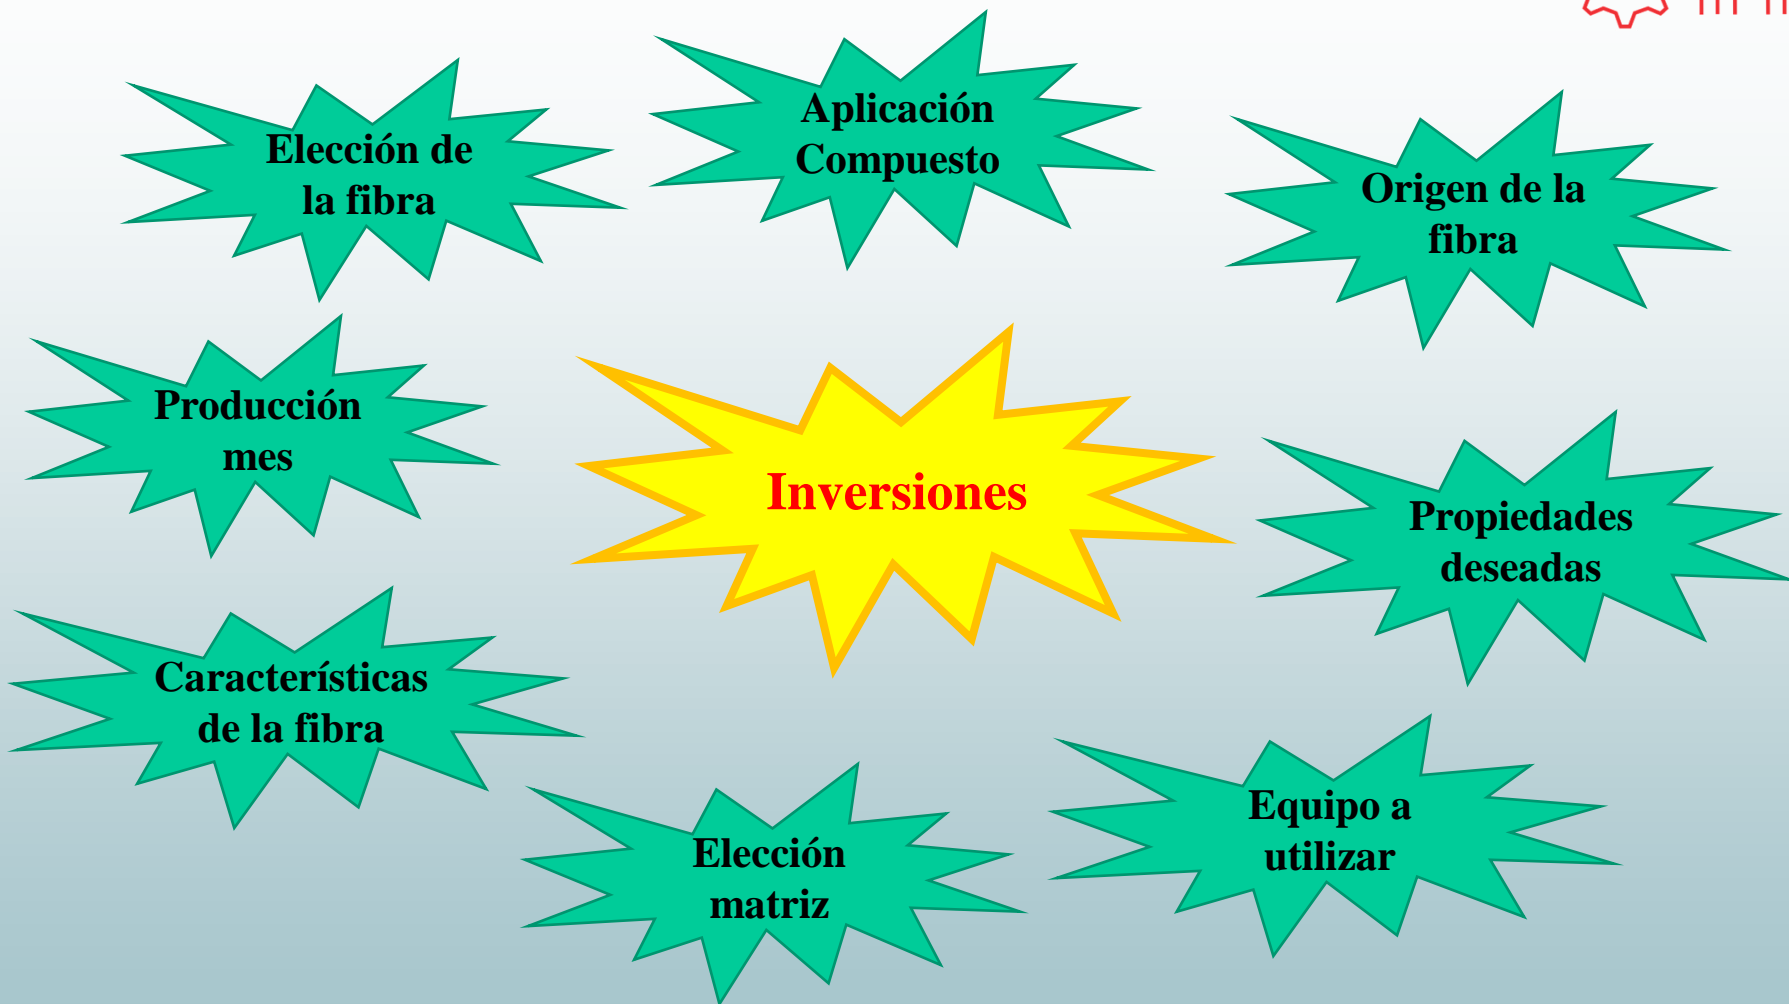 Elección de
la fibra
Aplicación
Compuesto
Origen de la
fibra
Producción
mes
Inversiones
Propiedades
deseadas
Características
de la fibra
Elección
matriz
Equipo a
utilizar